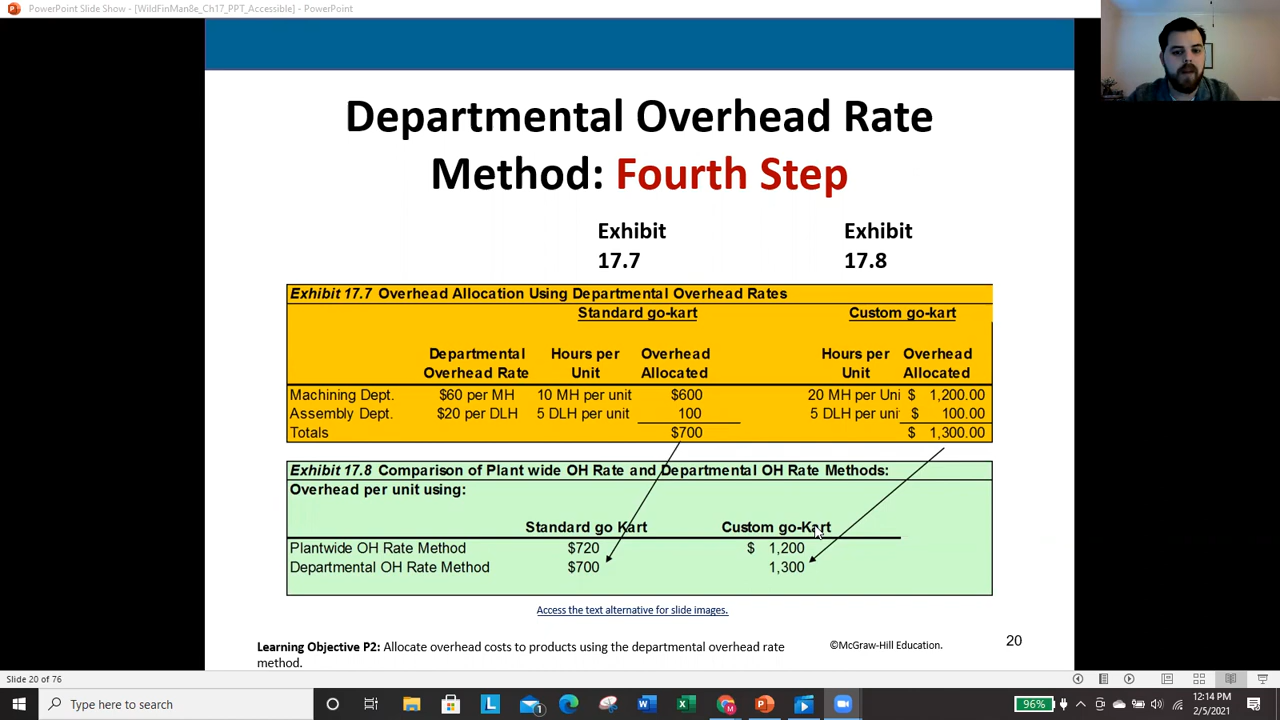 PowerPoint Slide Show - [WildFinMan8e_Ch17_PPT_Accessible] - PowerPoint
Departmental Overhead Rate
Method: Fourth Step
Exhibit
17.7
Exhibit
17.8
Exhibit 17.7 Overhead Allocation Using Departmental Overhead Rates
Standard go-kart Custom go-kart
Departmental Hours per Overhead Hours per Overhead
Overhead Rate Unit Allocated Unit Allocated
Machining Dept. $60 per MH 10 MH per unit $600 20 MH per Uni $ 1,200.00
Assembly Dept. $20 per DLH 5 DLH per unit 100 5 DLH per uni $ 100.00
Totals $700 $ 1,300.00
Exhibit 17.8 Comparison of Plant wide OH Rate and Departmental OH Rate Methods:
Overhead per unit using:
Standard go Kart Custom go-Kart
Plantwide OH Rate Method $720 $ 1,200
Departmental OH Rate Method $700 1,300
Access the text alternative for slide images.
Learning Objective P2: Allocate overhead costs to products using the departmental overhead rate
method.
©McGraw-Hill Education.
20
Slide 20 of 76
Type here to search
96%
12:14 PM
2/5/2021